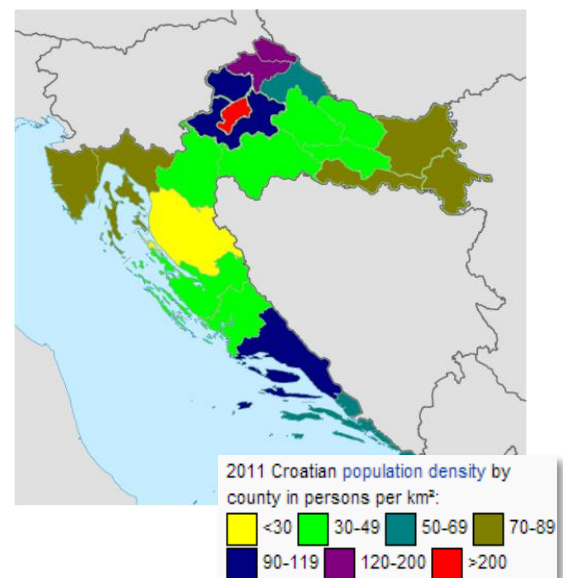 2011 Croatian population density by
county in persons per km²:
<30 30-49 50-69 70-89
90-119 120-200 >200